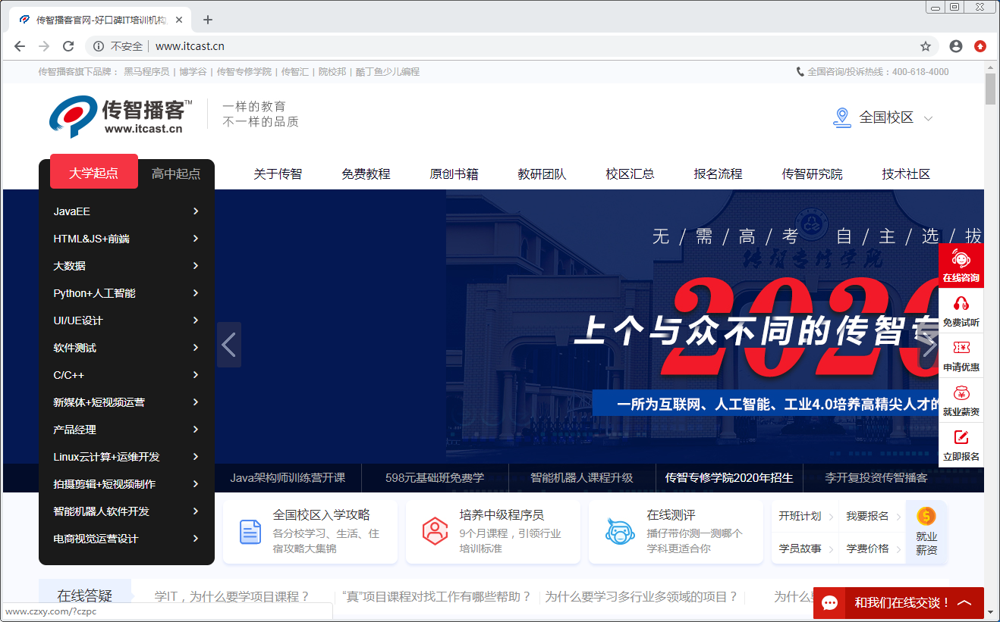 传智播客官网-好口碑IT培训机构
不安全 | www.itcast.cn
传智播客旗下品牌： 黑马程序员 | 博学谷 | 传智专修学院 | 传智汇 | 院校邦 | 酷丁鱼少儿编程
全国咨询/投诉热线：400-618-4000
传智播客™
www.itcast.cn
一样的教育
不一样的品质
全国校区
大学起点 高中起点
关于传智 免费教程 原创书籍 教研团队 校区汇总 报名流程 传智研究院 技术社区
JavaEE
HTML&JS+前端
大数据
Python+人工智能
UI/UE设计
软件测试
C/C++
新媒体+短视频运营
产品经理
Linux云计算+运维开发
拍摄剪辑+短视频制作
智能机器人软件开发
电商视觉运营设计
无 / 需 / 高 / 考 自 / 主 / 选 / 拔
传智专修学院
2020
上个与众不同的传智专
一所为互联网、人工智能、工业4.0培养高精尖人才的
在线咨询
免费试听
申请优惠
就业薪资
立即报名
Java架构师训练营开课 598元基础班免费学 智能机器人课程升级 传智专修学院2020年招生 李开复投资传智播客
全国校区入学攻略
各分校学习、生活、住
宿攻略大集锦
培养中级程序员
9个月课程，引领行业
培训标准
在线测评
播仔带你测一测哪个
学科更适合你
开班计划 我要报名
学员故事 学费价格
就业
薪资
在线答疑 学IT，为什么要学项目课程？ “真”项目课程对找工作有哪些帮助？ 为什么要学习多行业多领域的项目？ 为什么
和我们在线交谈！
www.czxy.com/?czpc